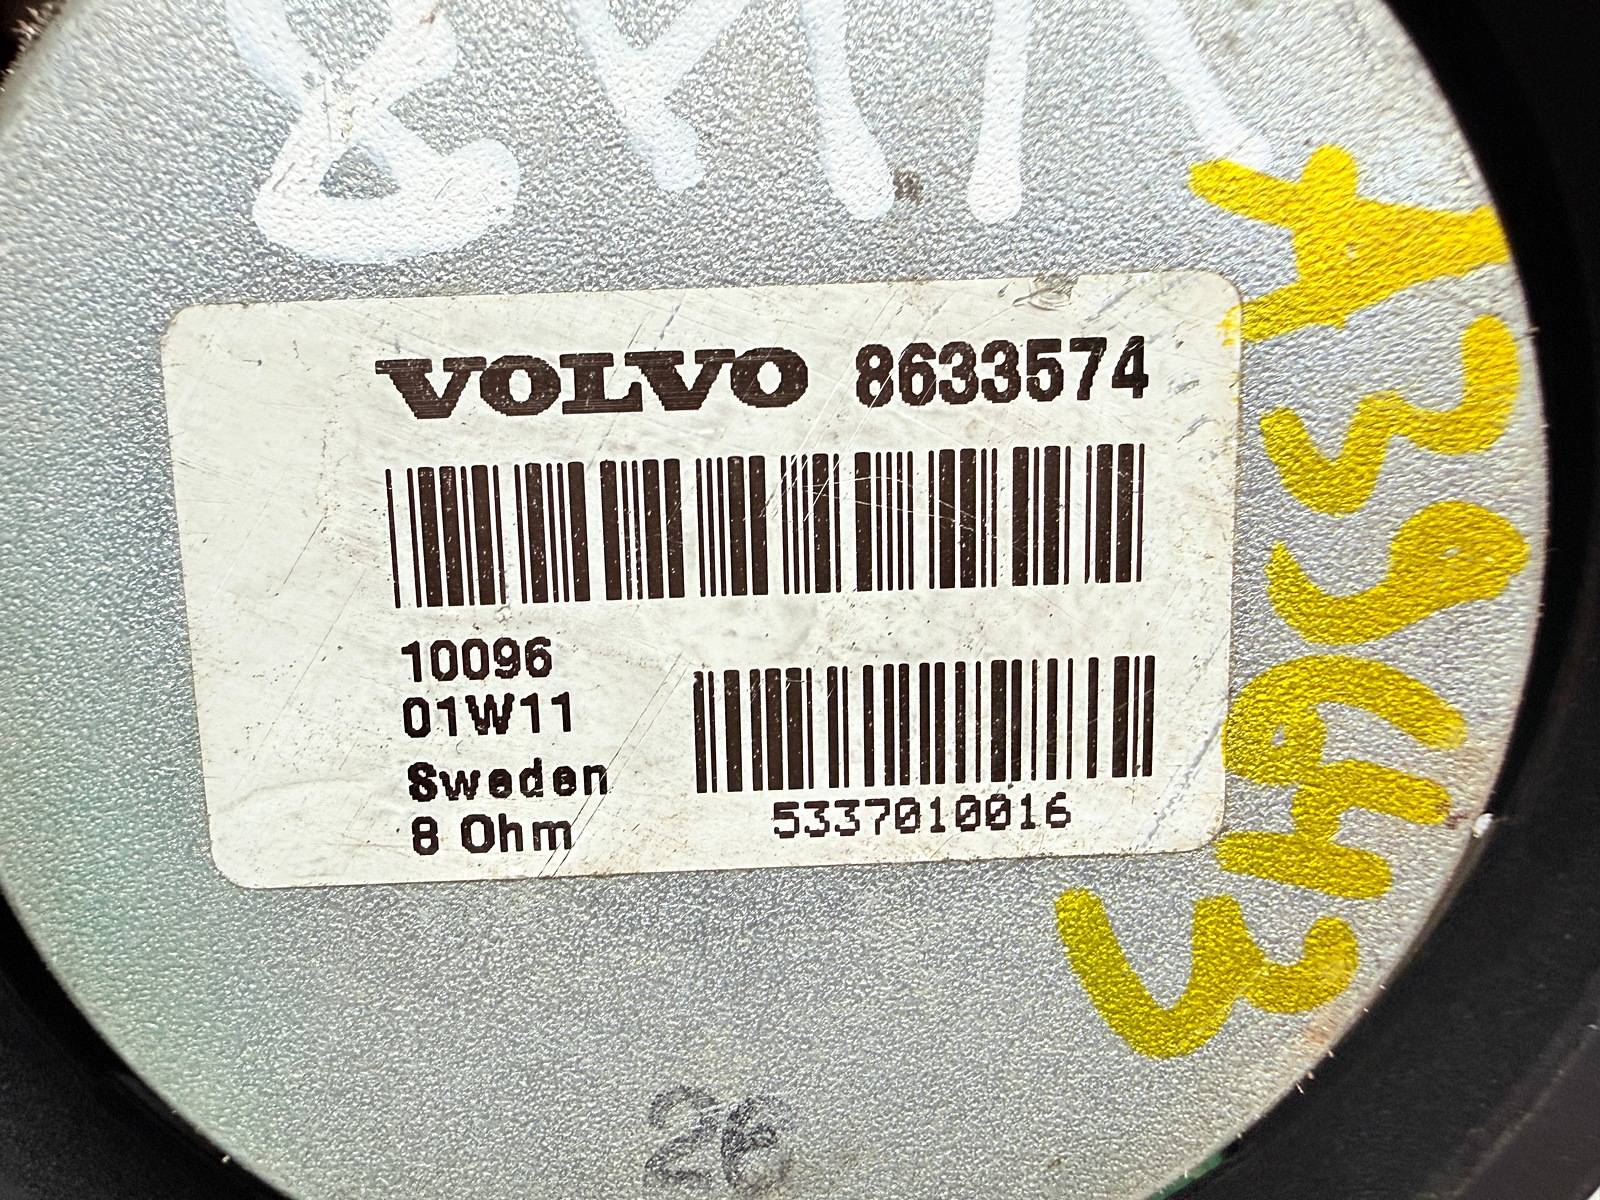 VOLVO 8633574
10096
01W11
Sweden
8 Ohm
5337010016
26